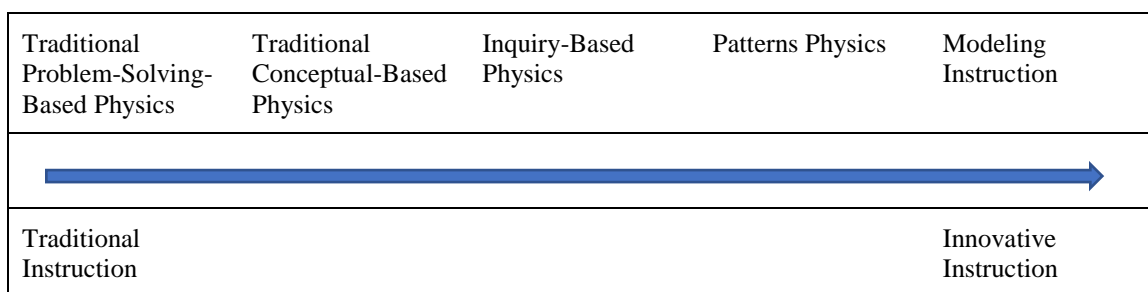 Traditional
Problem-Solving-
Based Physics
Traditional
Conceptual-Based
Physics
Inquiry-Based
Physics
Patterns Physics
Modeling
Instruction
Traditional
Instruction
Innovative
Instruction